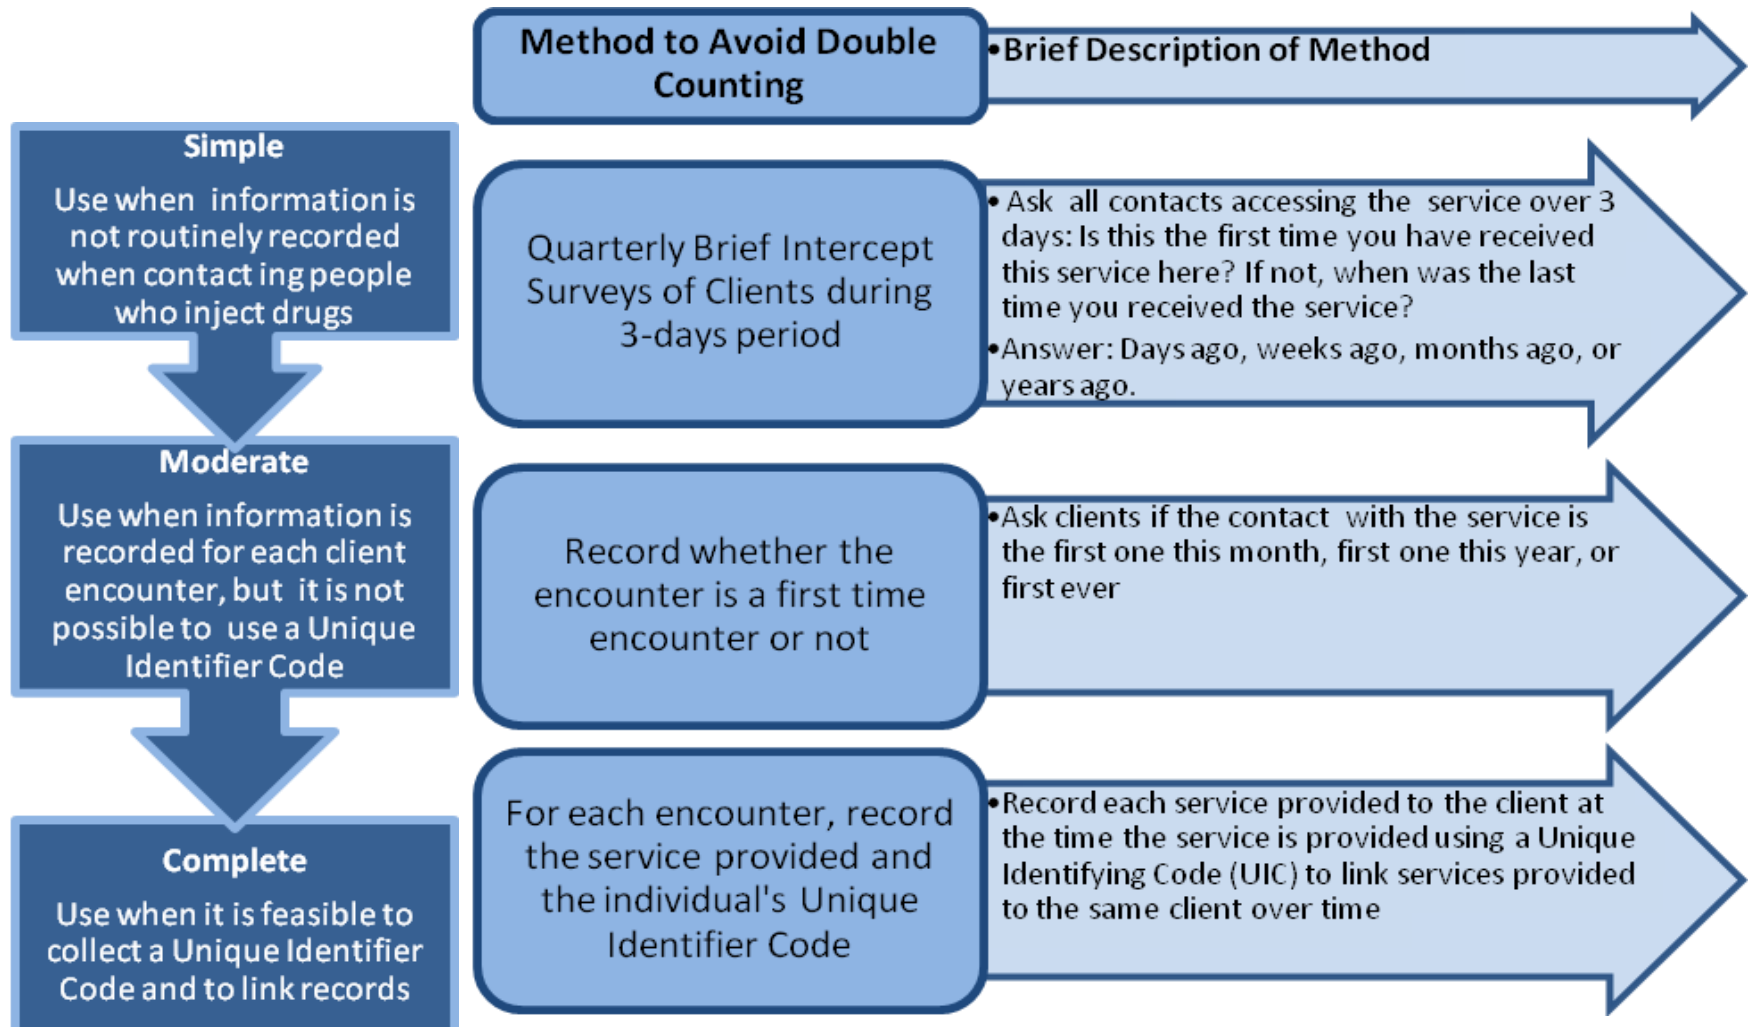 Method to Avoid Double
Counting
•Brief Description of Method
Simple
Use when information is
not routinely recorded
when contact ing people
who inject drugs
Quarterly Brief Intercept
Surveys of Clients during
3-days period
• Ask all contacts accessing the service over 3
days: Is this the first time you have received
this service here? If not, when was the last
time you received the service?
•Answer: Days ago, weeks ago, months ago, or
years ago.
Moderate
Use when information is
recorded for each client
encounter, but it is not
possible to use a Unique
Identifier Code
Record whether the
encounter is a first time
encounter or not
•Ask clients if the contact with the service is
the first one this month, first one this year, or
first ever
Complete
Use when it is feasible to
collect a Unique Identifier
Code and to link records
For each encounter, record
the service provided and
the individual's Unique
Identifier Code
•Record each service provided to the client at
the time the service is provided using a Unique
Identifying Code (UIC) to link services provided
to the same client over time